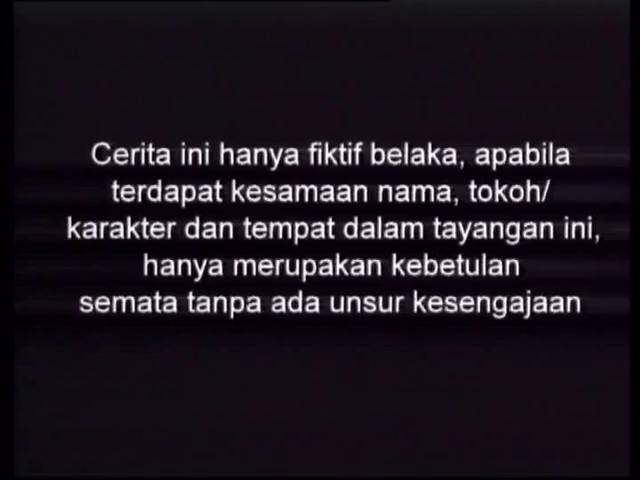 Cerita ini hanya fiktif belaka, apabila
terdapat kesamaan nama, tokoh/
karakter dan tempat dalam tayangan ini,
hanya merupakan kebetulan
semata tanpa ada unsur kesengajaan